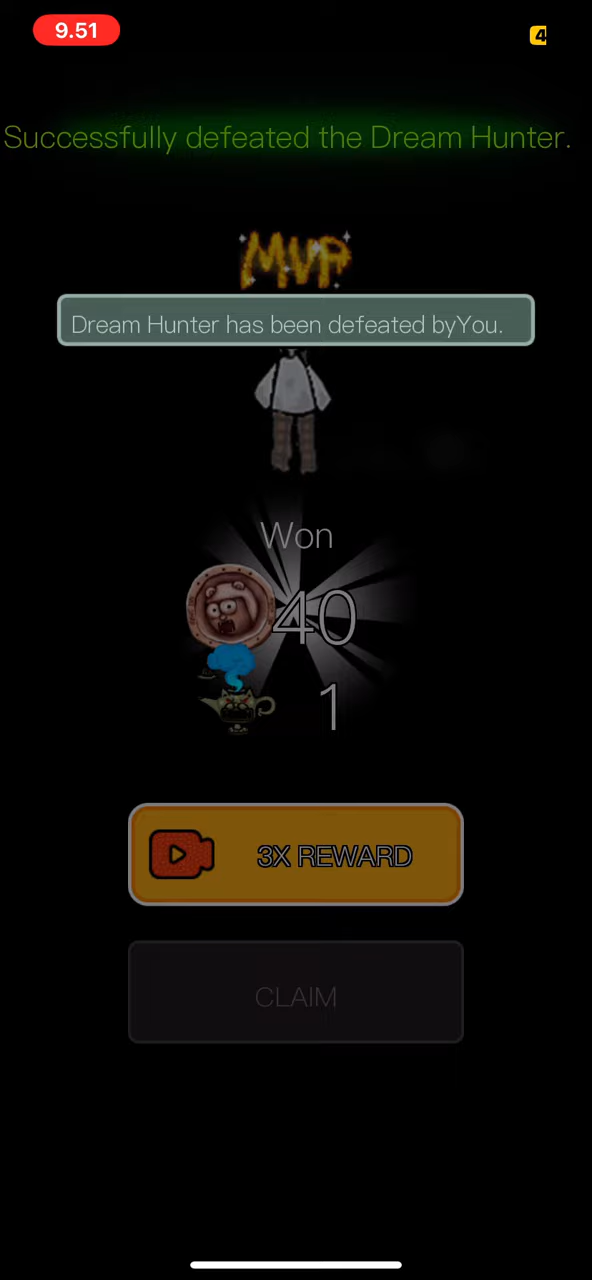 9.51
4
Successfully defeated the Dream Hunter.
MVP
Dream Hunter has been defeated byYou.
Won
40
1
3X REWARD
CLAIM